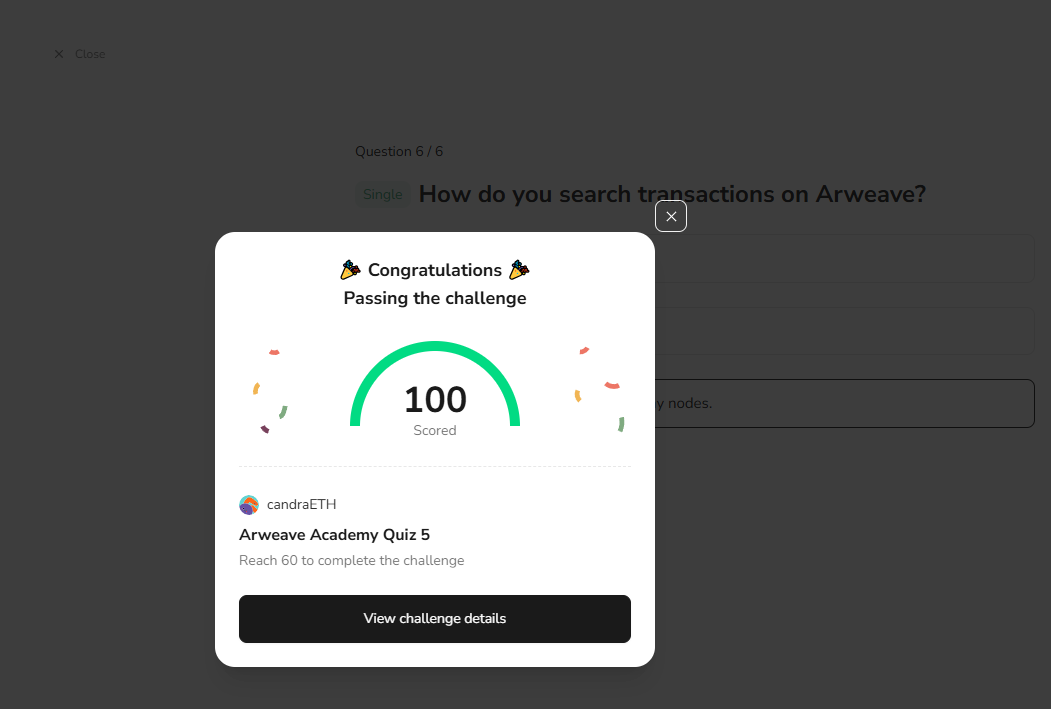 Close
Question 6 / 6
Single How do you search transactions on Arweave?
Congratulations
Passing the challenge
100
Scored
nodes.
candraETH
Arweave Academy Quiz 5
Reach 60 to complete the challenge
View challenge details